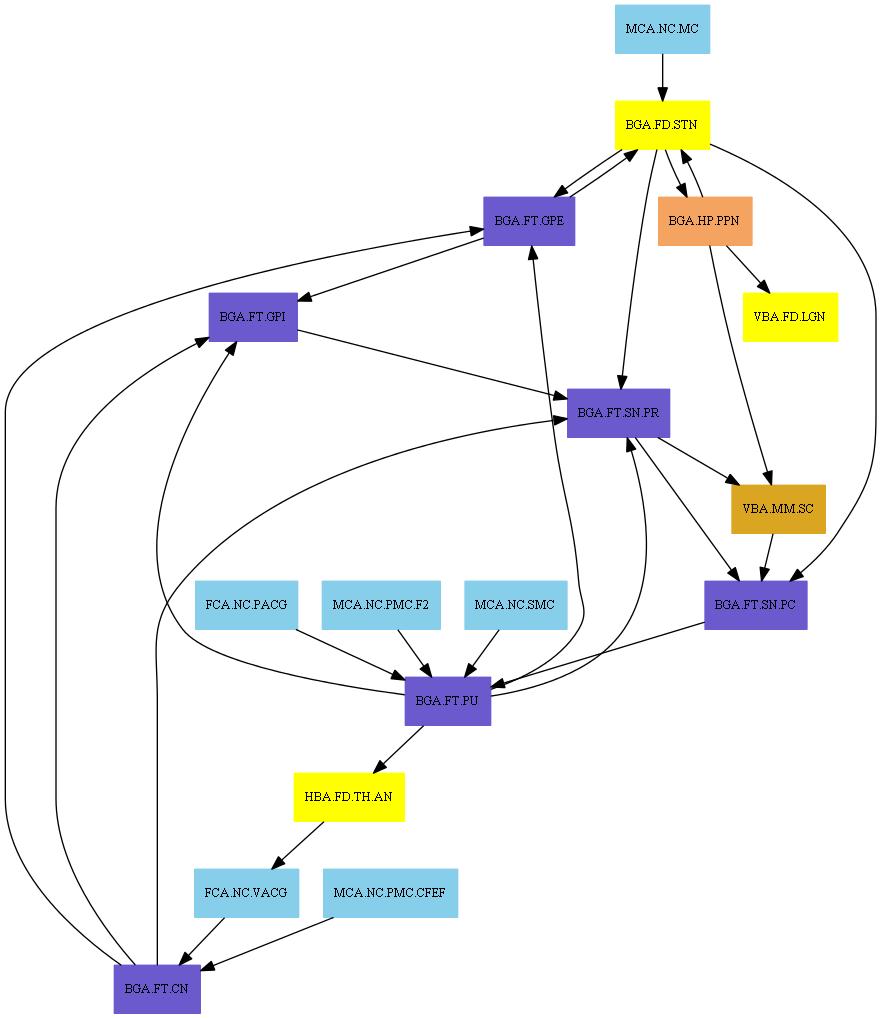 MCA.NC.MC
BGA.FD.STN
BGA.FT.GPE
BGA.HP.PPN
BGA.FT.GPI
VBA.FD.LGN
BGA.FT.SN.PR
VBA.MM.SC
FCA.NC.PACG
MCA.NC.PMC.F2
MCA.NC.SMC
BGA.FT.SN.PC
BGA.FT.PU
HBA.FD.TH.AN
FCA.NC.VACG
MCA.NC.PMC.CFEF
BGA.FT.CN